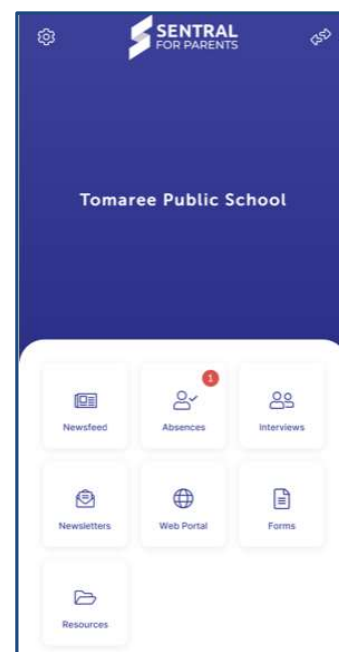 SENTRAL
FOR PARENTS
Tomaree Public School
1
Newsfeed
Absences
Interviews
Newsletters
Web Portal
Forms
Resources